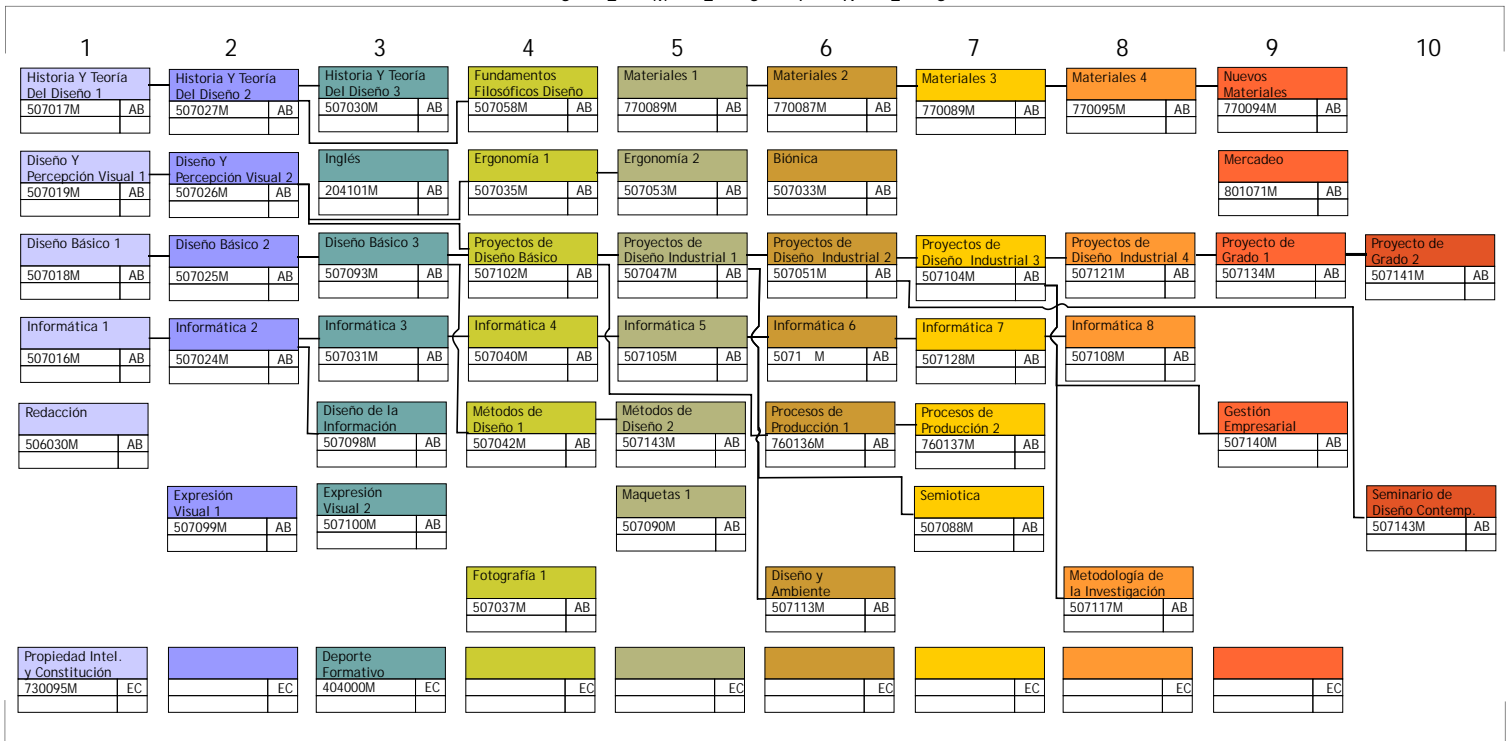 1 2 3 4 5 6 7 8 9 10
Historia Y Teoría Historia Y Teoría Historia Y Teoría Fundamentos Materiales 1 Materiales 2 Materiales 3 Materiales 4 Nuevos
Del Diseño 1 Del Diseño 2 Del Diseño 3 Filosóficos Diseño Materiales
507017M AB 507027M AB 507030M AB 507058M AB 770089M AB 770087M AB 770089M AB 770095M AB 770094M AB
Diseño Y Diseño Y Inglés Ergonomía 1 Ergonomía 2 Biónica Mercadeo
Percepción Visual 1 Percepción Visual 2
507019M AB 507026M AB 204101M AB 507035M AB 507053M AB 507033M AB 801071M AB
Diseño Básico 1 Diseño Básico 2 Diseño Básico 3 Proyectos de Proyectos de Proyectos de Proyectos de Proyectos de Proyecto de Proyecto de
Diseño Básico Diseño Industrial 1 Diseño Industrial 2 Diseño Industrial 3 Diseño Industrial 4 Grado 1 Grado 2
507018M AB 507025M AB 507093M AB 507102M AB 507047M AB 507051M AB 507104M AB 507121M AB 507134M AB 507141M AB
Informática 1 Informática 2 Informática 3 Informática 4 Informática 5 Informática 6 Informática 7 Informática 8
507016M AB 507024M AB 507031M AB 507040M AB 507105M AB 5071 M AB 507128M AB 507108M AB
Redacción Diseño de la Métodos de Métodos de Procesos de Procesos de Gestión
Información Diseño 1 Diseño 2 Producción 1 Producción 2 Empresarial
506030M AB 507098M AB 507042M AB 507143M AB 760136M AB 760137M AB 507140M AB
Expresión Expresión Maquetas 1 Semiotica Seminario de
Visual 1 Visual 2 Diseño Contemp.
507099M AB 507100M AB 507090M AB 507088M AB 507143M AB
Fotografía 1 Diseño y Metodología de
Ambiente la Investigación
507037M AB 507113M AB 507117M AB
Propiedad Intel. Deporte
y Constitución Formativo
730095M EC EC 404000M EC EC EC EC EC EC EC